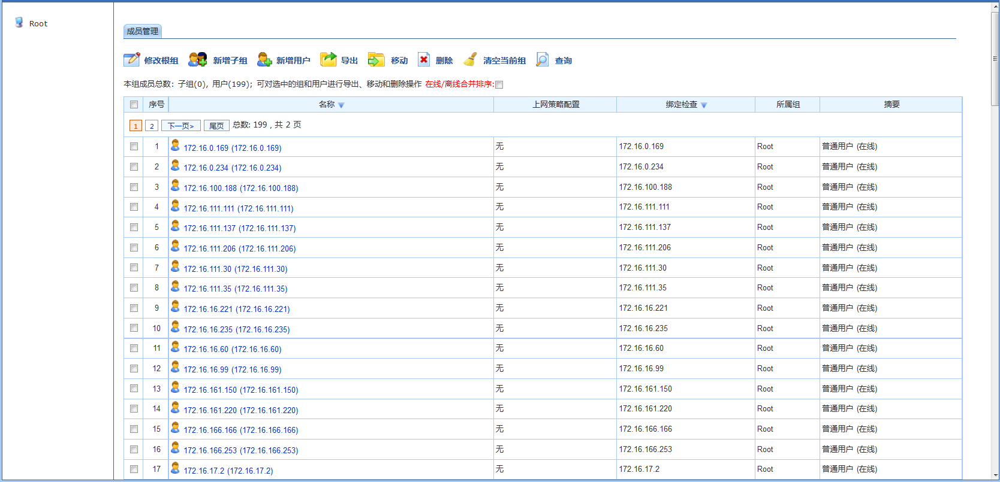 Root
成员管理
修改根组 新增子组 新增用户 导出 移动 删除 清空当前组 查询
本组成员总数：子组(0)，用户(199)；可对选中的组和用户进行导出、移动和删除操作 在线/离线合并排序:
序号 名称 上网策略配置 绑定检查 所属组 摘要
1 2 下一页> 尾页 总数: 199 , 共 2 页
1 172.16.0.169 (172.16.0.169) 无 172.16.0.169 Root 普通用户 (在线)
2 172.16.0.234 (172.16.0.234) 无 172.16.0.234 Root 普通用户 (在线)
3 172.16.100.188 (172.16.100.188) 无 172.16.100.188 Root 普通用户 (在线)
4 172.16.111.111 (172.16.111.111) 无 172.16.111.111 Root 普通用户 (在线)
5 172.16.111.137 (172.16.111.137) 无 172.16.111.137 Root 普通用户 (在线)
6 172.16.111.206 (172.16.111.206) 无 172.16.111.206 Root 普通用户 (在线)
7 172.16.111.30 (172.16.111.30) 无 172.16.111.30 Root 普通用户 (在线)
8 172.16.111.35 (172.16.111.35) 无 172.16.111.35 Root 普通用户 (在线)
9 172.16.16.221 (172.16.16.221) 无 172.16.16.221 Root 普通用户 (在线)
10 172.16.16.235 (172.16.16.235) 无 172.16.16.235 Root 普通用户 (在线)
11 172.16.16.60 (172.16.16.60) 无 172.16.16.60 Root 普通用户 (在线)
12 172.16.16.99 (172.16.16.99) 无 172.16.16.99 Root 普通用户 (在线)
13 172.16.161.150 (172.16.161.150) 无 172.16.161.150 Root 普通用户 (在线)
14 172.16.161.220 (172.16.161.220) 无 172.16.161.220 Root 普通用户 (在线)
15 172.16.166.166 (172.16.166.166) 无 172.16.166.166 Root 普通用户 (在线)
16 172.16.166.253 (172.16.166.253) 无 172.16.166.253 Root 普通用户 (在线)
17 172.16.17.2 (172.16.17.2) 无 172.16.17.2 Root 普通用户 (在线)